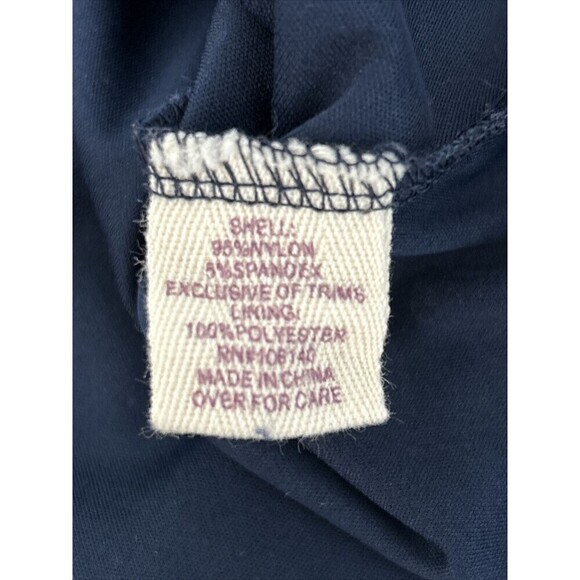 SHELL:
95%NYLON
5%SPANDEX
EXCLUSIVE OF TRIMS
LINING:
100%POLYESTER
RN#106140
MADE IN CHINA
OVER FOR CARE